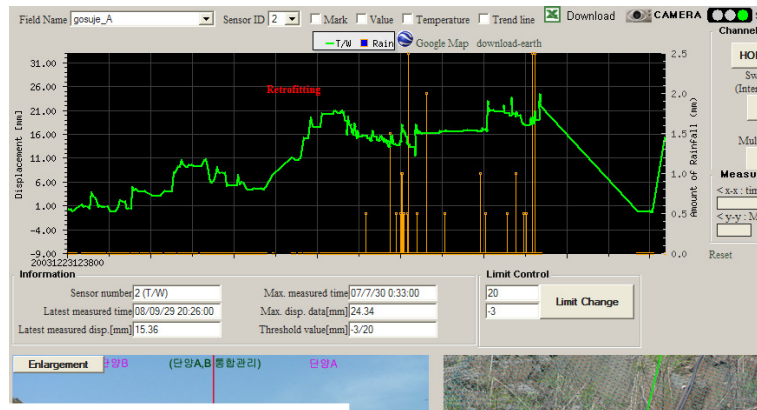 Field Name gosuje_A Sensor ID 2 Mark Value Temperature Trend line Download CAMERA
T/W Rain Google Map download-earth
Channel
HO
Sw
(Inter
Mul
Measu
< x-x : tim
< y-y : M
Reset
Displacement [mm]
31.00
26.00
21.00
16.00
11.00
6.00
1.00
-4.00
-9.00
Retrofitting
2.5
2.0
1.5
1.0
0.5
0.0
Amount of Rainfall (mm)
20031223123800
Information
Sensor number 2 (T/W) Max. measured time 07/7/30 0:33:00
Latest measured time 08/09/29 20:26:00 Max. disp. data[mm] 24.34
Latest measured disp.[mm] 15.36 Threshold value[mm] -3/20
Limit Control
20
-3
Limit Change
Enlargement 단양B (단양A,B 통합관리) 단양A